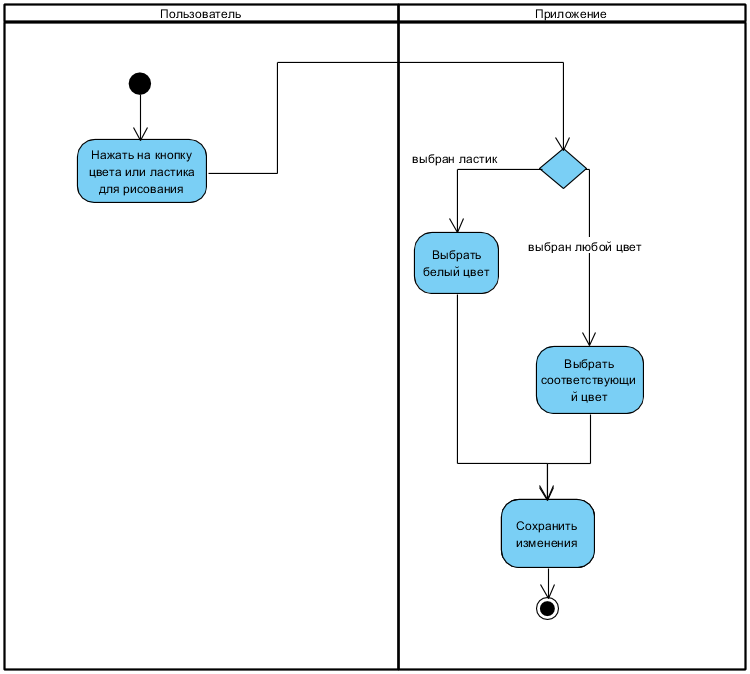 Пользователь
Приложение
Нажать на кнопку
цвета или ластика
для рисования
выбран ластик
выбран любой цвет
Выбрать
белый цвет
Выбрать
соответствующи
й цвет
Сохранить
изменения